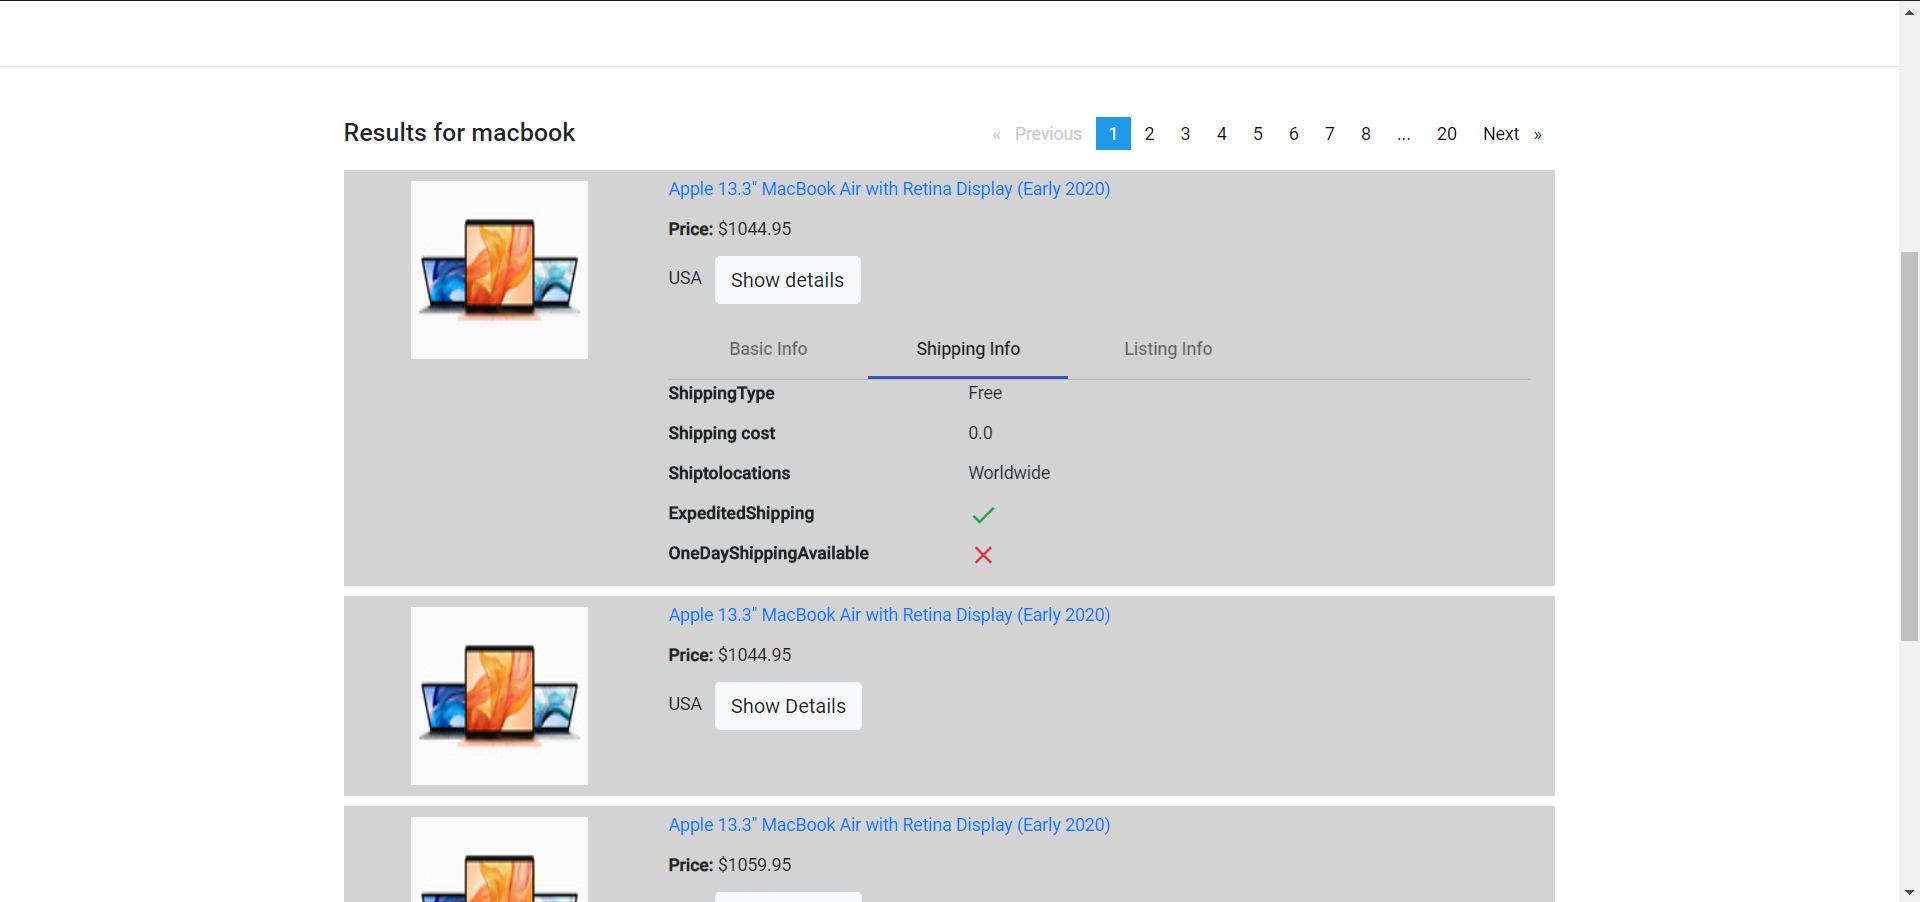 Results for macbook
« Previous 1 2 3 4 5 6 7 8 ... 20 Next »
Apple 13.3" MacBook Air with Retina Display (Early 2020)
Price: $1044.95
USA Show details
Basic Info Shipping Info Listing Info
ShippingType Free
Shipping cost 0.0
Shiptolocations Worldwide
ExpeditedShipping
OneDayShippingAvailable
Apple 13.3" MacBook Air with Retina Display (Early 2020)
Price: $1044.95
USA Show Details
Apple 13.3" MacBook Air with Retina Display (Early 2020)
Price: $1059.95